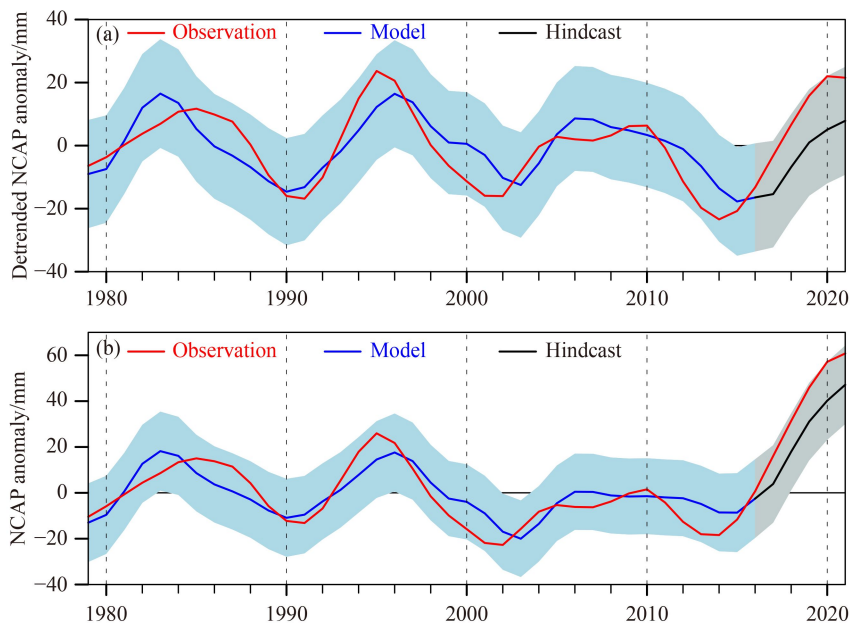 (a) Observation Model Hindcast
Detrended NCAP anomaly/mm
40
20
0
−20
−40
1980 1990 2000 2010 2020
(b) Observation Model Hindcast
NCAP anomaly/mm
60
40
20
0
−20
−40
1980 1990 2000 2010 2020